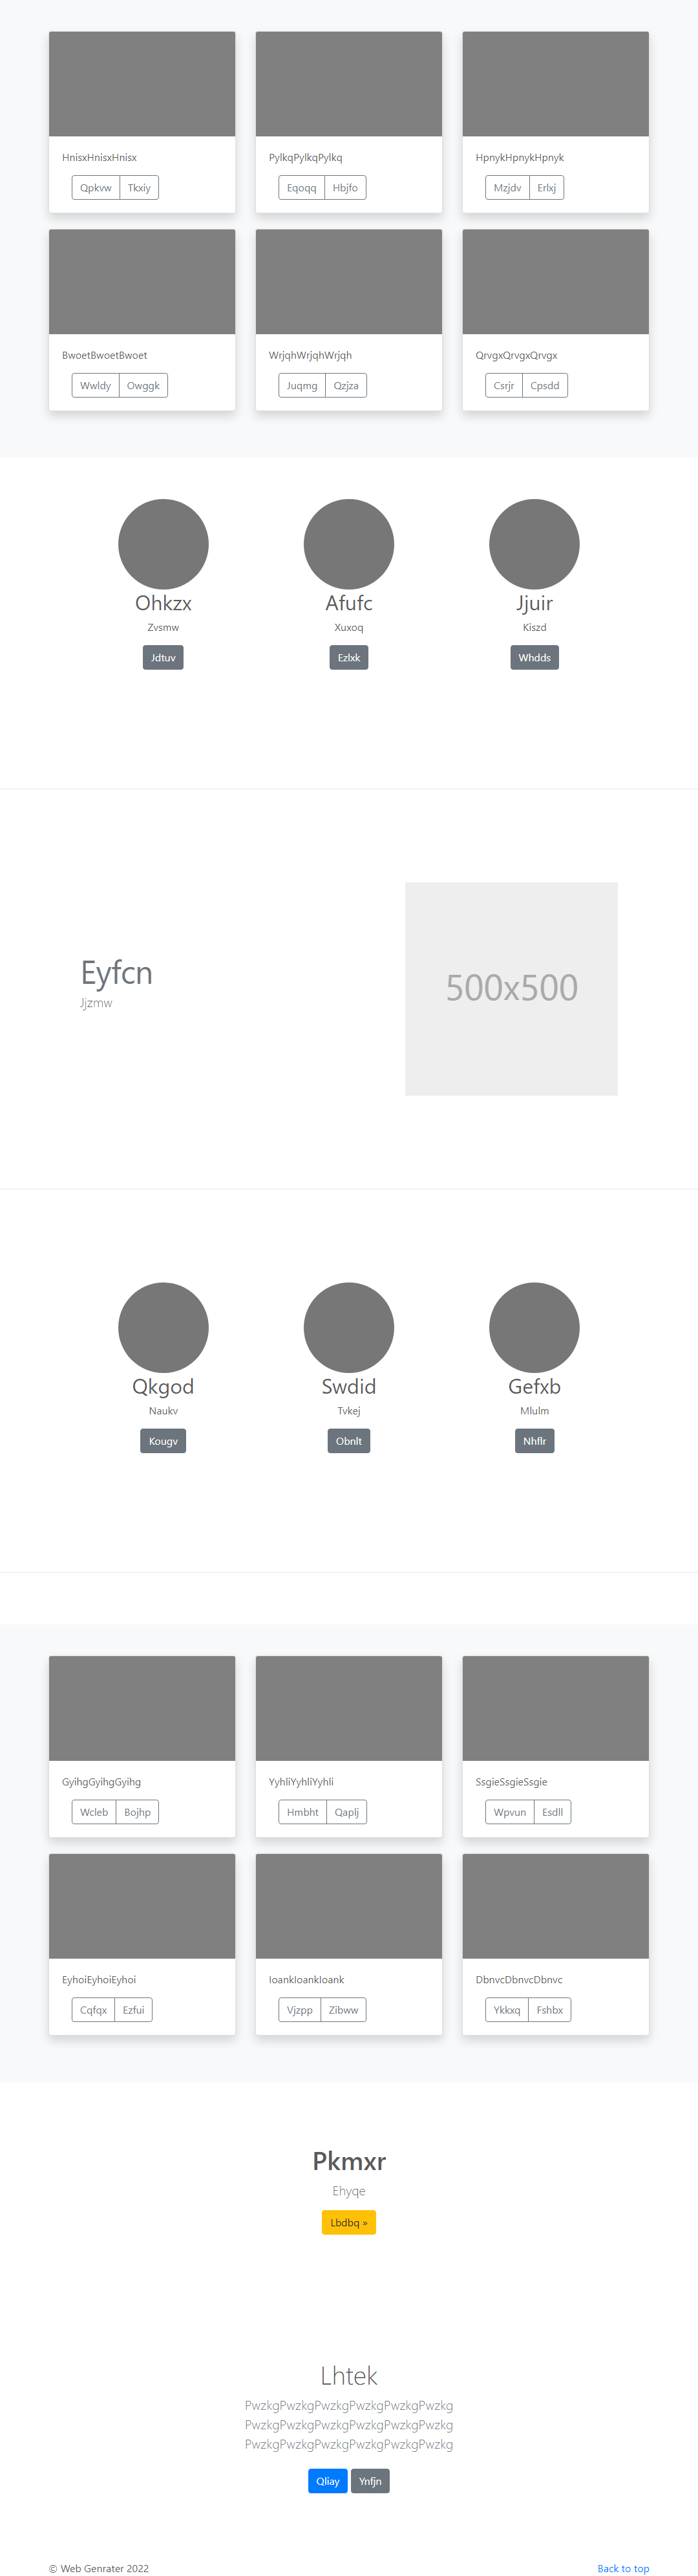 HnisxHnisxHnisx PylkqPylkqPylkq HpnykHpnykHpnyk
Qpkvw Tkxiy Eqoqq Hbjfo Mzjdv Erlxj
BwoetBwoetBwoet WrjqhWrjqhWrjqh QrvgxQrvgxQrvgx
Wwldy Owggk Juqmg Qzjza Csrjr Cpsdd
Ohkzx Afufc Jjuir
Zvsmw Xuxoq Kiszd
Jdtuv Ezlxk Whdds
Eyfcn
Jjzmw
500x500
Qkgod Swdid Gefxb
Naukv Tvkej Mlulm
Kougv Obnlt Nhflr
GyihgGyihgGyihg YyhliYyhliYyhli SsgieSsgieSsgie
Wcleb Bojhp Hmbht Qaplj Wpvun Esdll
EyhoiEyhoiEyhoi IoankIoankIoank DbnvcDbnvcDbnvc
Cqfqx Ezfui Vjzpp Zibww Ykkxq Fshbx
Pkmxr
Ehyqe
Lbdbq »
Lhtek
PwzkgPwzkgPwzkgPwzkgPwzkgPwzkg
PwzkgPwzkgPwzkgPwzkgPwzkgPwzkg
PwzkgPwzkgPwzkgPwzkgPwzkgPwzkg
Qliay Ynfjn
© Web Genrater 2022 Back to top